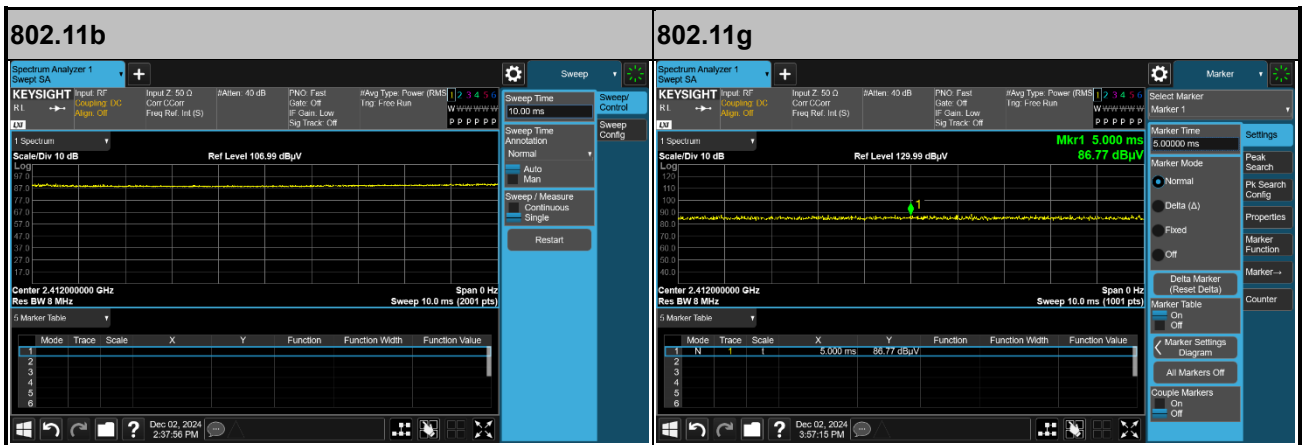 802.11b
Spectrum Analyzer 1
Swept SA
Sweep
KEYSIGHT
RL
LXI
Input: RF
Coupling: DC
Align: Off
Input Z: 50 Ω
Corr CCorr
Freq Ref: Int (S)
#Atten: 40 dB
PNO: Fast
Gate: Off
IF Gain: Low
Sig Track: Off
#Avg Type: Power (RMS
Trig: Free Run
1 2 3 4 5 6
W W W W W W
P P P P P P
1 Spectrum
Scale/Div 10 dB
Ref Level 106.99 dBµV
Log
97.0
87.0
77.0
67.0
57.0
47.0
37.0
27.0
17.0
Center 2.412000000 GHz
Span 0 Hz
Res BW 8 MHz
Sweep 10.0 ms (2001 pts)
5 Marker Table
Mode Trace Scale X Y Function Function Width Function Value
1
2
3
4
5
6
Dec 02, 2024
2:37:56 PM
Sweep Time
10.00 ms
Sweep Time
Annotation
Normal
Auto
Man
Sweep / Measure
Continuous
Single
Restart
Sweep/
Control
Sweep
Config
802.11g
Spectrum Analyzer 1
Swept SA
Marker
KEYSIGHT
RL
LXI
Input: RF
Coupling: DC
Align: Off
Input Z: 50 Ω
Corr CCorr
Freq Ref: Int (S)
#Atten: 40 dB
PNO: Fast
Gate: Off
IF Gain: Low
Sig Track: Off
#Avg Type: Power (RMS
Trig: Free Run
1 2 3 4 5 6
W W W W W W
P P P P P P
1 Spectrum
Mkr1 5.000 ms
Scale/Div 10 dB
Ref Level 129.99 dBµV
86.77 dBµV
Log
120
110
100
90.0
80.0
70.0
60.0
50.0
40.0
1
Center 2.412000000 GHz
Span 0 Hz
Res BW 8 MHz
Sweep 10.0 ms (1001 pts)
5 Marker Table
Mode Trace Scale X Y Function Function Width Function Value
1 N 1 t 5.000 ms 86.77 dBµV
2
3
4
5
6
Dec 02, 2024
3:57:15 PM
Select Marker
Marker 1
Marker Time
5.00000 ms
Marker Mode
Normal
Delta (Δ)
Fixed
Off
Delta Marker
(Reset Delta)
Marker Table
On
Off
Marker Settings
Diagram
All Markers Off
Couple Markers
On
Off
Settings
Peak
Search
Pk Search
Config
Properties
Marker
Function
Marker→
Counter